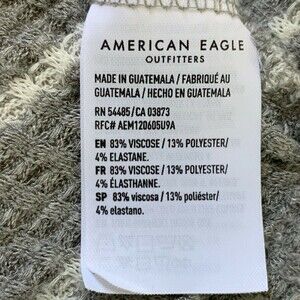 AMERICAN EAGLE
OUTFITTERS
MADE IN GUATEMALA / FABRIQUÉ AU
GUATEMALA / HECHO EN GUATEMALA
RN 54485/CA 03873
RFC# AEM120605U9A
EN 83% VISCOSE / 13% POLYESTER/
4% ELASTANE.
FR 83% VISCOSE / 13% POLYESTER/
4% ÉLASTHANNE.
SP 83% viscosa / 13% poliéster/
4% elastano.